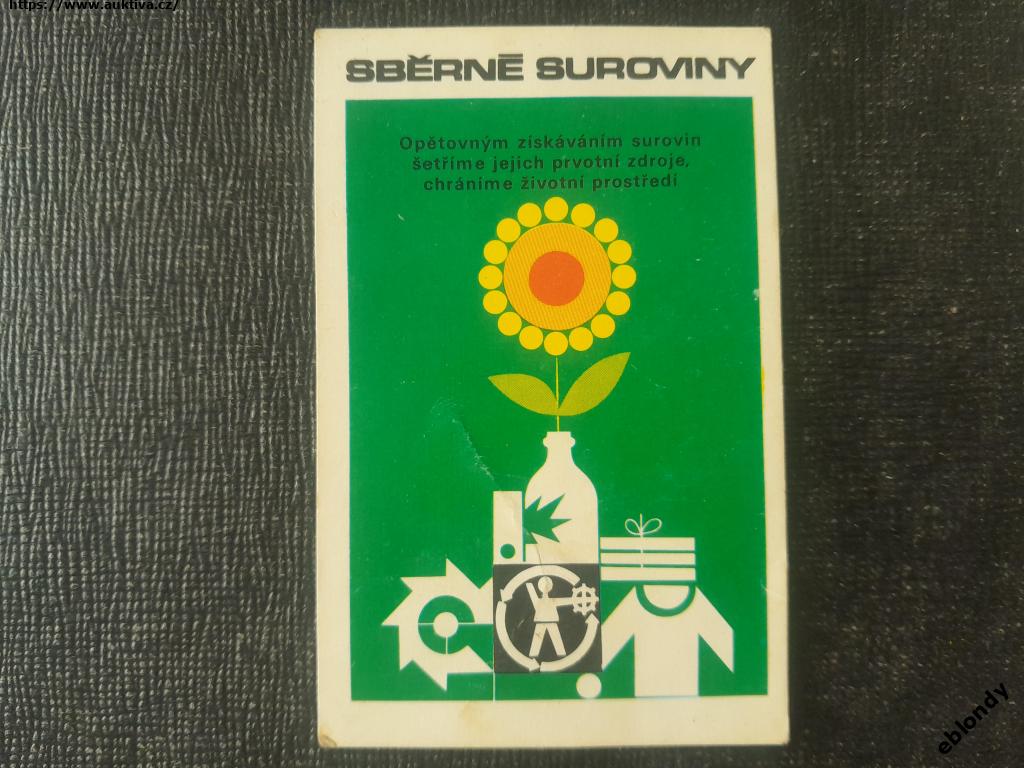 https://www.auktiva.cz/
SBĚRNÉ SUROVINY
Opětovným získáváním surovin
šetříme jejich prvotní zdroje,
chráníme životní prostředí
eblondy